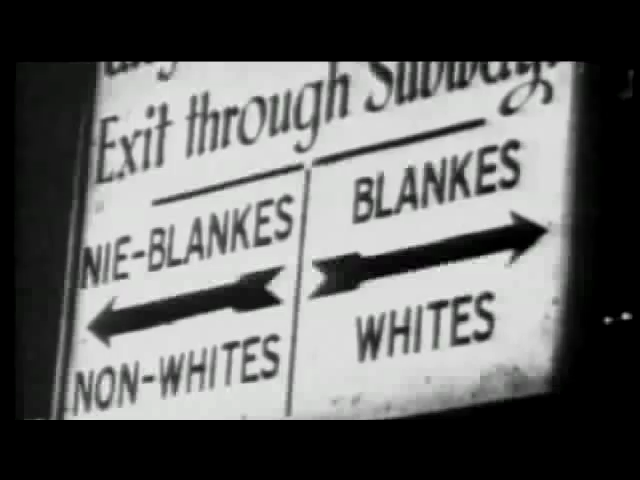 Exit through Subway
NIE-BLANKES
NON-WHITES
BLANKES
WHITES